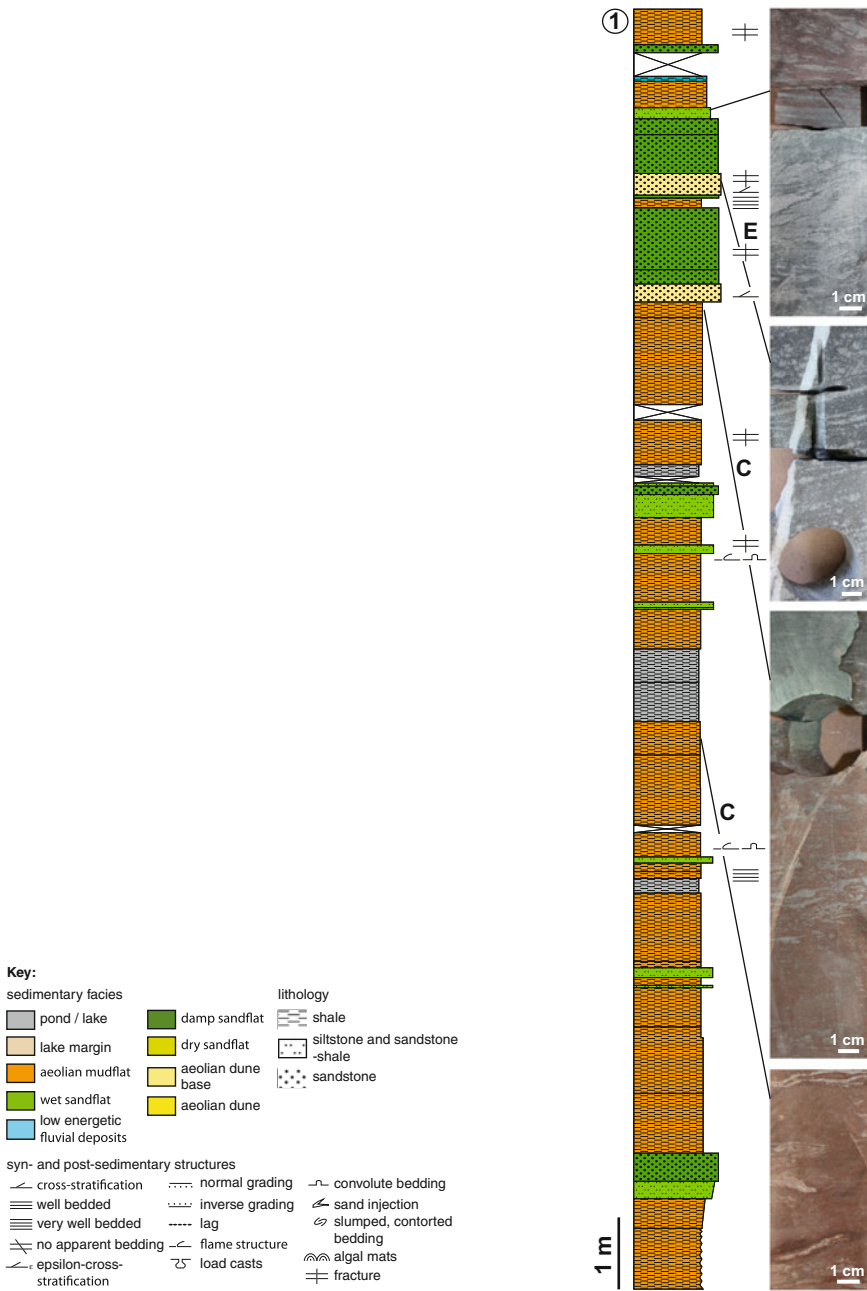 1
E
1 cm
C
1 cm
C
1 cm
1 cm
1 m
Key:
sedimentary facies
pond / lake
lake margin
aeolian mudflat
wet sandflat
low energetic
fluvial deposits
damp sandflat
dry sandflat
aeolian dune
base
aeolian dune
lithology
shale
siltstone and sandstone
-shale
sandstone
syn- and post-sedimentary structures
cross-stratification
well bedded
very well bedded
no apparent bedding
E epsilon-cross-
stratification
normal grading
inverse grading
lag
flame structure
load casts
convolute bedding
sand injection
slumped, contorted
bedding
algal mats
fracture